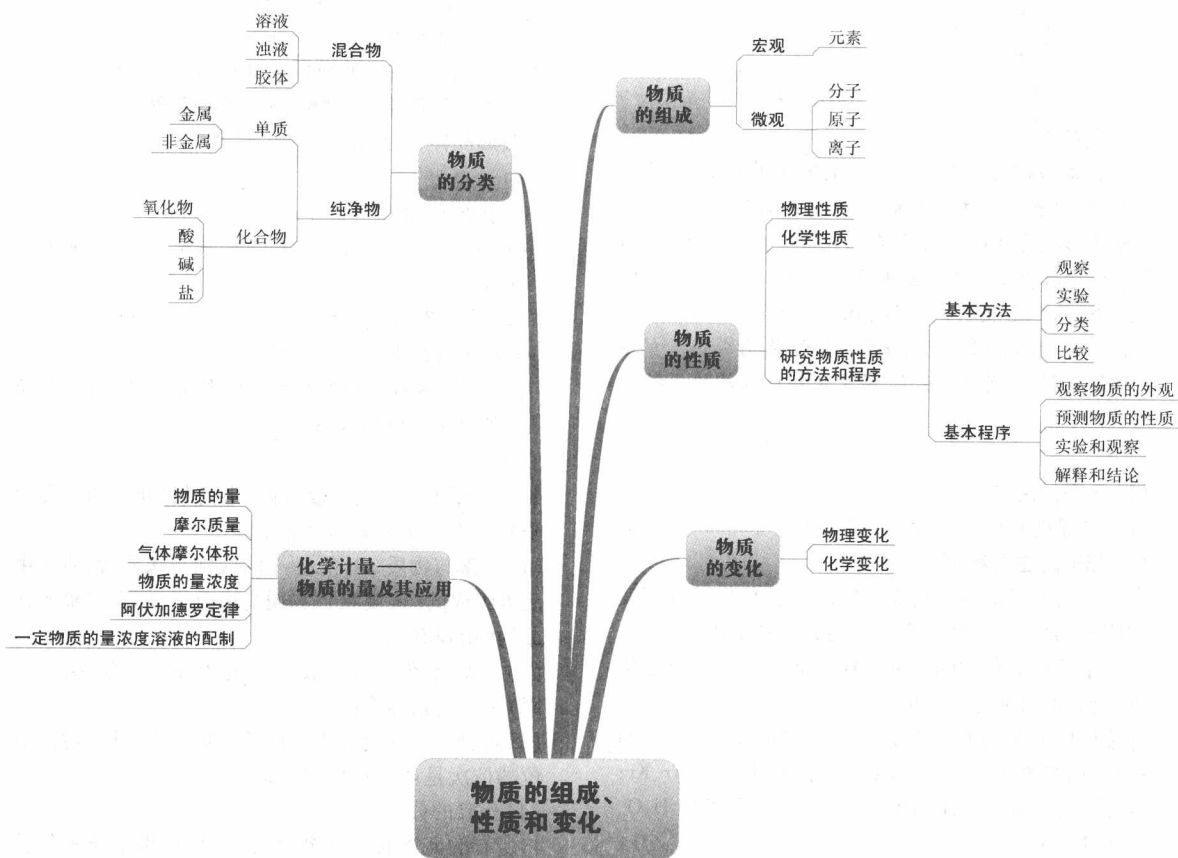 溶液
浊液
胶体
混合物
金属
非金属
单质
氧化物
酸
碱
盐
化合物
纯净物
物质
的分类
物质
的组成
宏观
元素
微观
分子
原子
离子
物质
的性质
物理性质
化学性质
研究物质性质
的方法和程序
基本方法
观察
实验
分类
比较
基本程序
观察物质的外观
预测物质的性质
实验和观察
解释和结论
物质的量
摩尔质量
气体摩尔体积
物质的量浓度
阿伏加德罗定律
一定物质的量浓度溶液的配制
化学计量——
物质的量及其应用
物质
的变化
物理变化
化学变化
物质的组成、
性质和变化